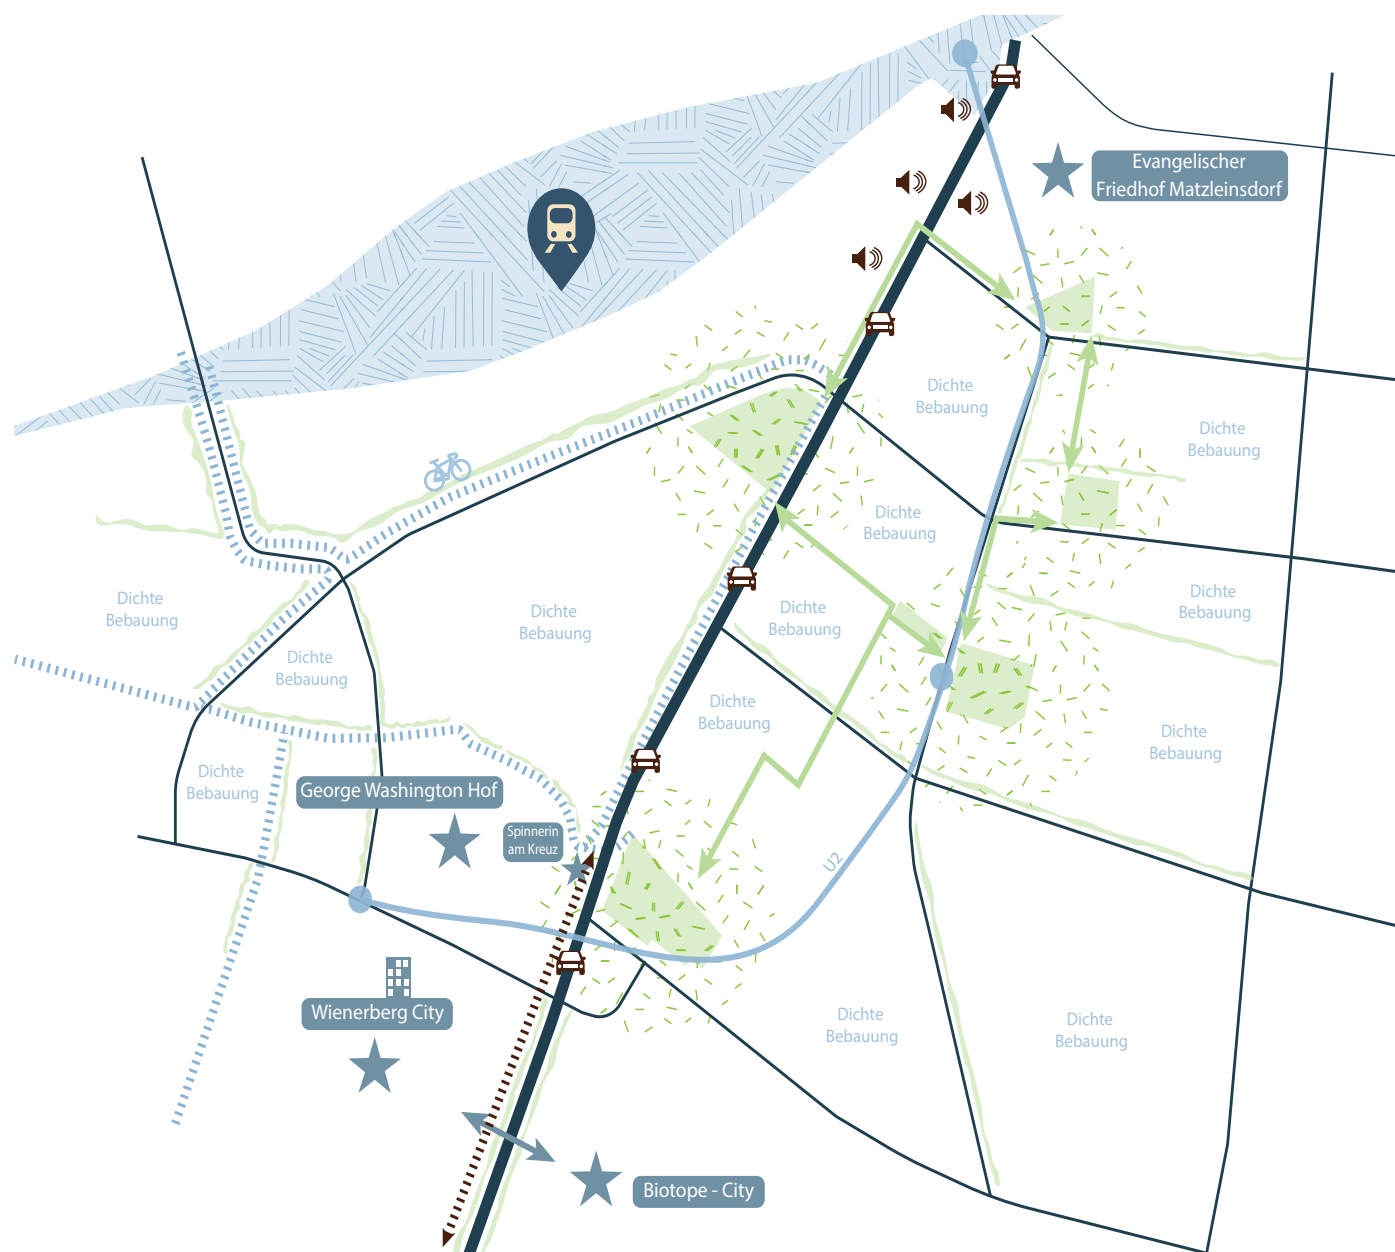 Evangelischer
Friedhof Matzleinsdorf
Dichte
Bebauung
Dichte
Bebauung
Dichte
Bebauung
Dichte
Bebauung
Dichte
Bebauung
Dichte
Bebauung
Dichte
Bebauung
Dichte
Bebauung
Dichte
Bebauung
Dichte
Bebauung
Dichte
Bebauung
George Washington Hof
Spinnerin
am Kreuz
U2
Wienerberg City
Dichte
Bebauung
Dichte
Bebauung
Biotope - City